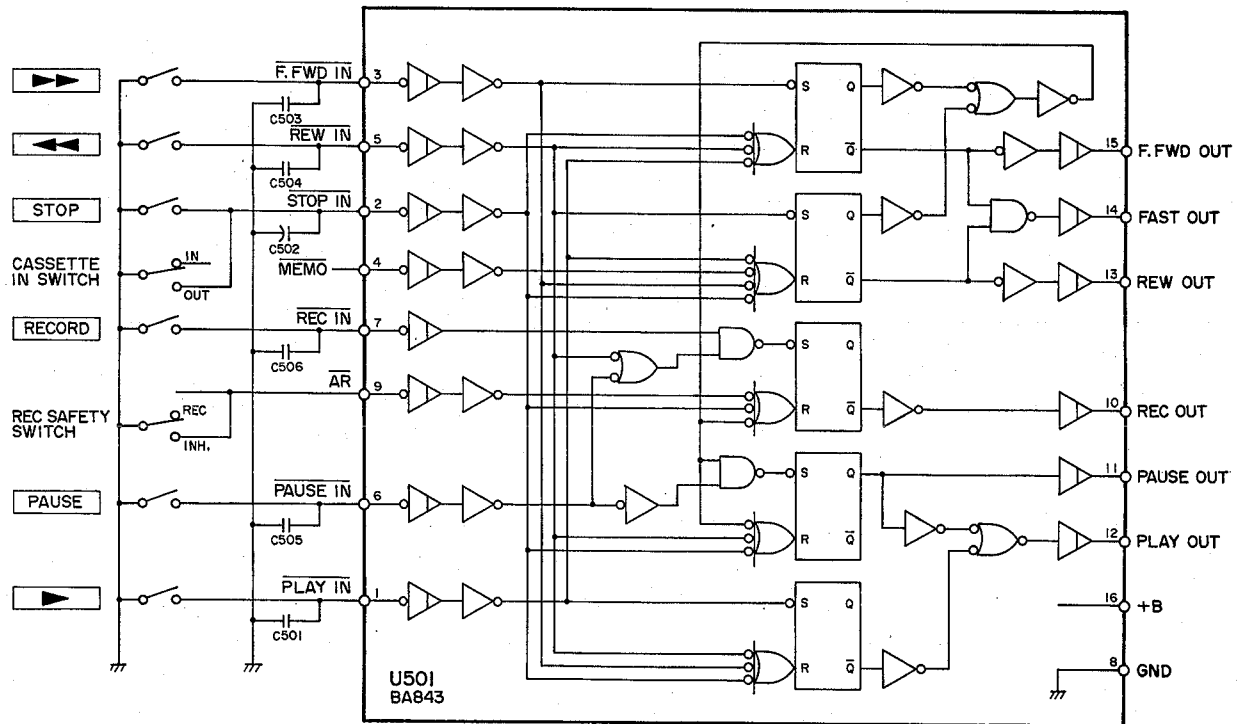 F.FWD IN
3
C503
REW IN
5
C504
STOP
STOP IN
2
C502
CASSETTE
IN SWITCH
IN
OUT
MEMO
4
RECORD
REC IN
7
C506
AR
9
REC SAFETY
SWITCH
REC
INH.
PAUSE
PAUSE IN
6
C505
PLAY IN
1
C501
U501
BA843
S Q
R Q
S Q
R Q
S Q
R Q
S Q
R Q
S Q
R Q
15 F.FWD OUT
14 FAST OUT
13 REW OUT
10 REC OUT
11 PAUSE OUT
12 PLAY OUT
16 +B
8 GND